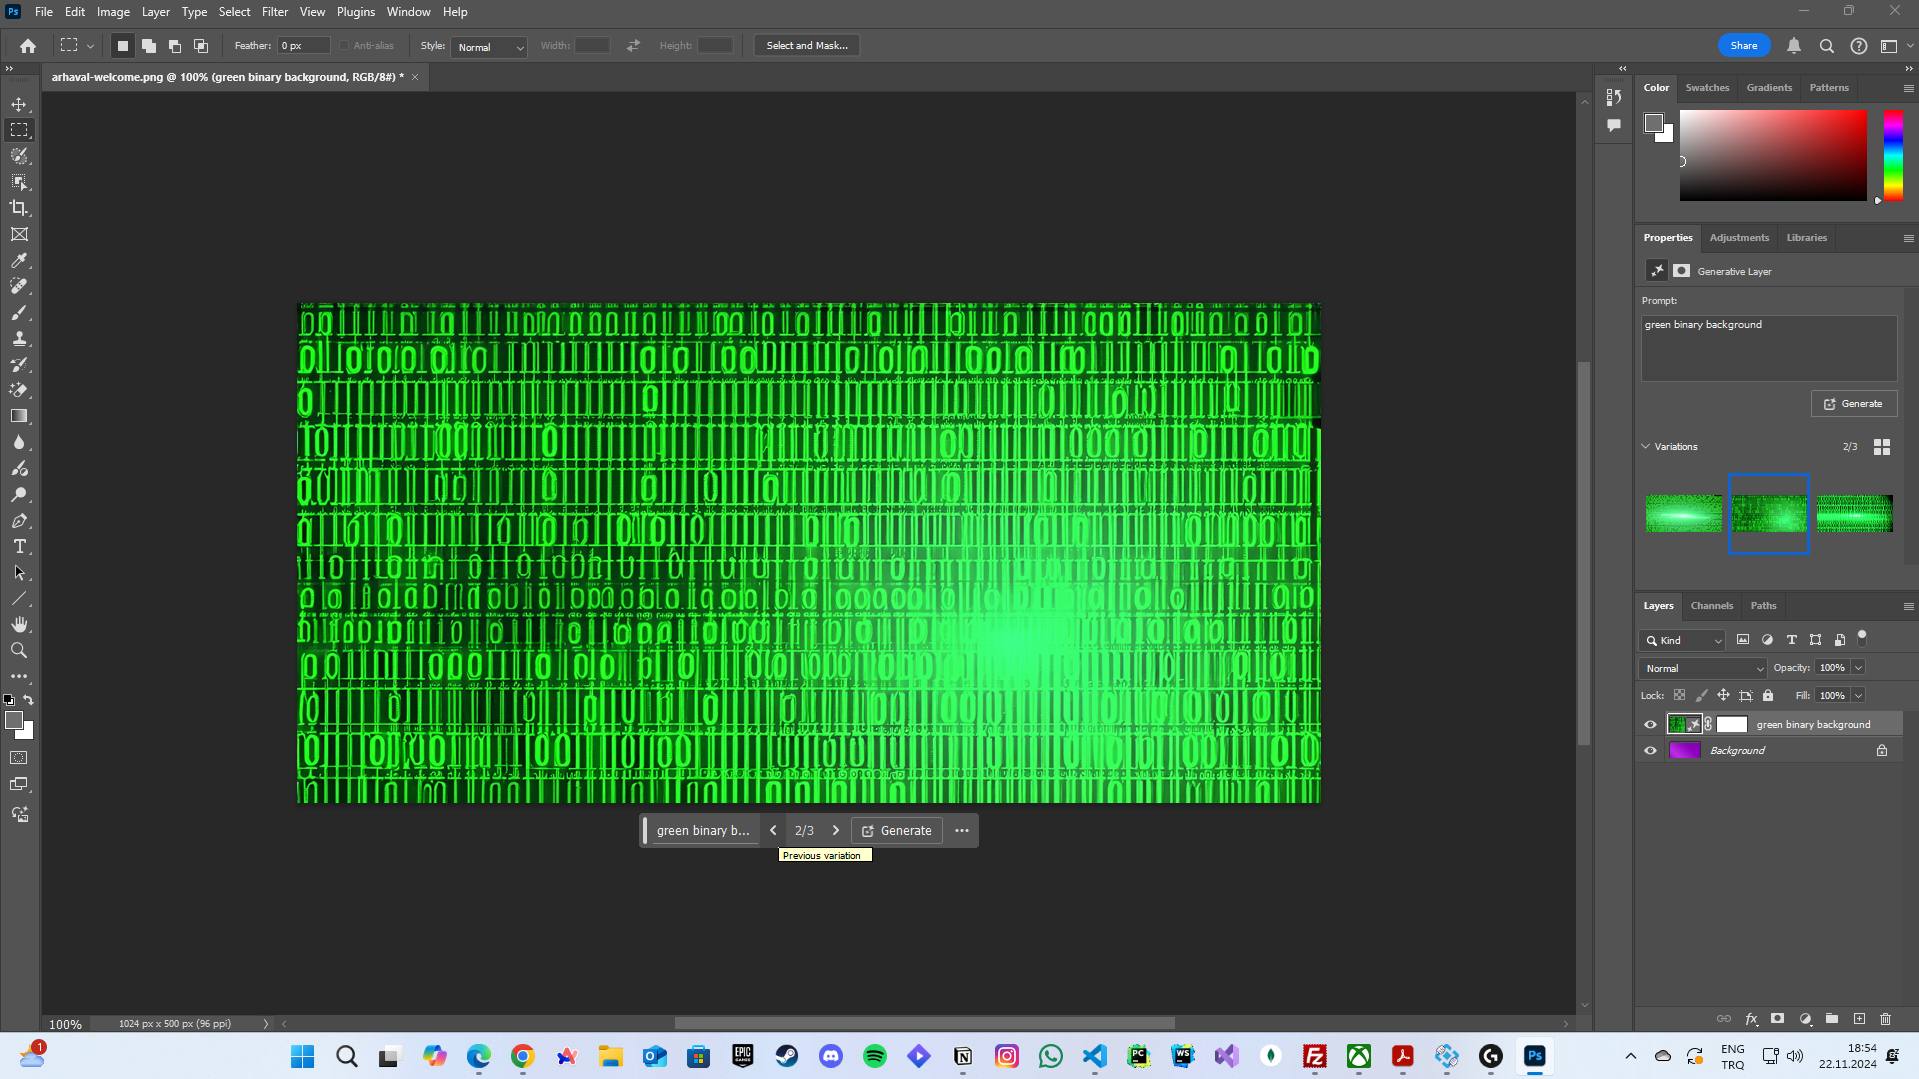 File Edit Image Layer Type Select Filter View Plugins Window Help
Feather: 0 px Anti-alias Style: Normal Width: Height: Select and Mask... Share
arhaval-welcome.png @ 100% (green binary background, RGB/8#) *
Color Swatches Gradients Patterns
Properties Adjustments Libraries
Generative Layer
Prompt:
green binary background
Generate
Variations 2/3
Layers Channels Paths
Kind
Normal Opacity: 100%
Lock: Fill: 100%
green binary background
Background
green binary b... 2/3 Generate
Previous variation
100% 1024 px x 500 px (96 ppi)
1
ENG
TRQ
18:54
22.11.2024